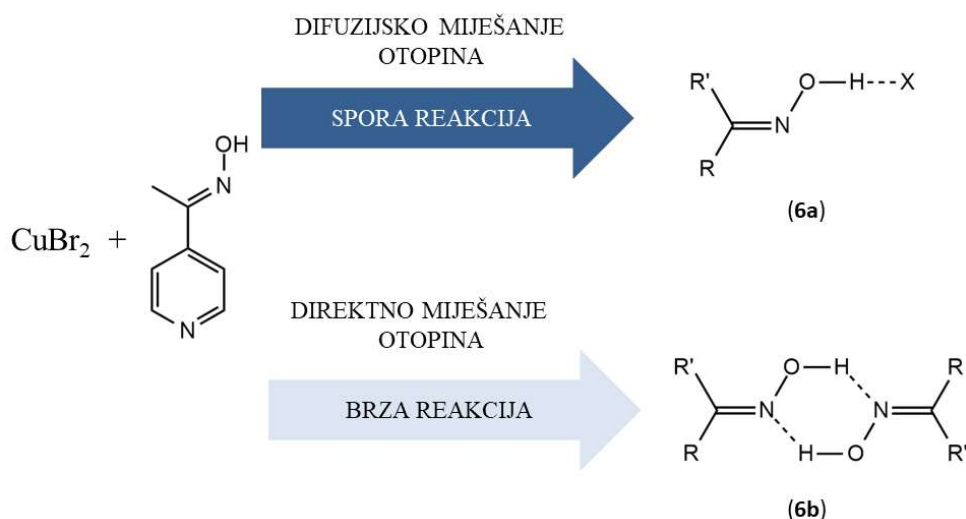 DIFUZIJSKO MIJEŠANJE
OTOPINA
SPORA REAKCIJA
R'
O
H
X
N
R
(6a)
OH
N
CuBr₂ +
N
DIREKTNO MIJEŠANJE
OTOPINA
BRZA REAKCIJA
R'
O
H
R
N
N
R
H
O
R'
(6b)